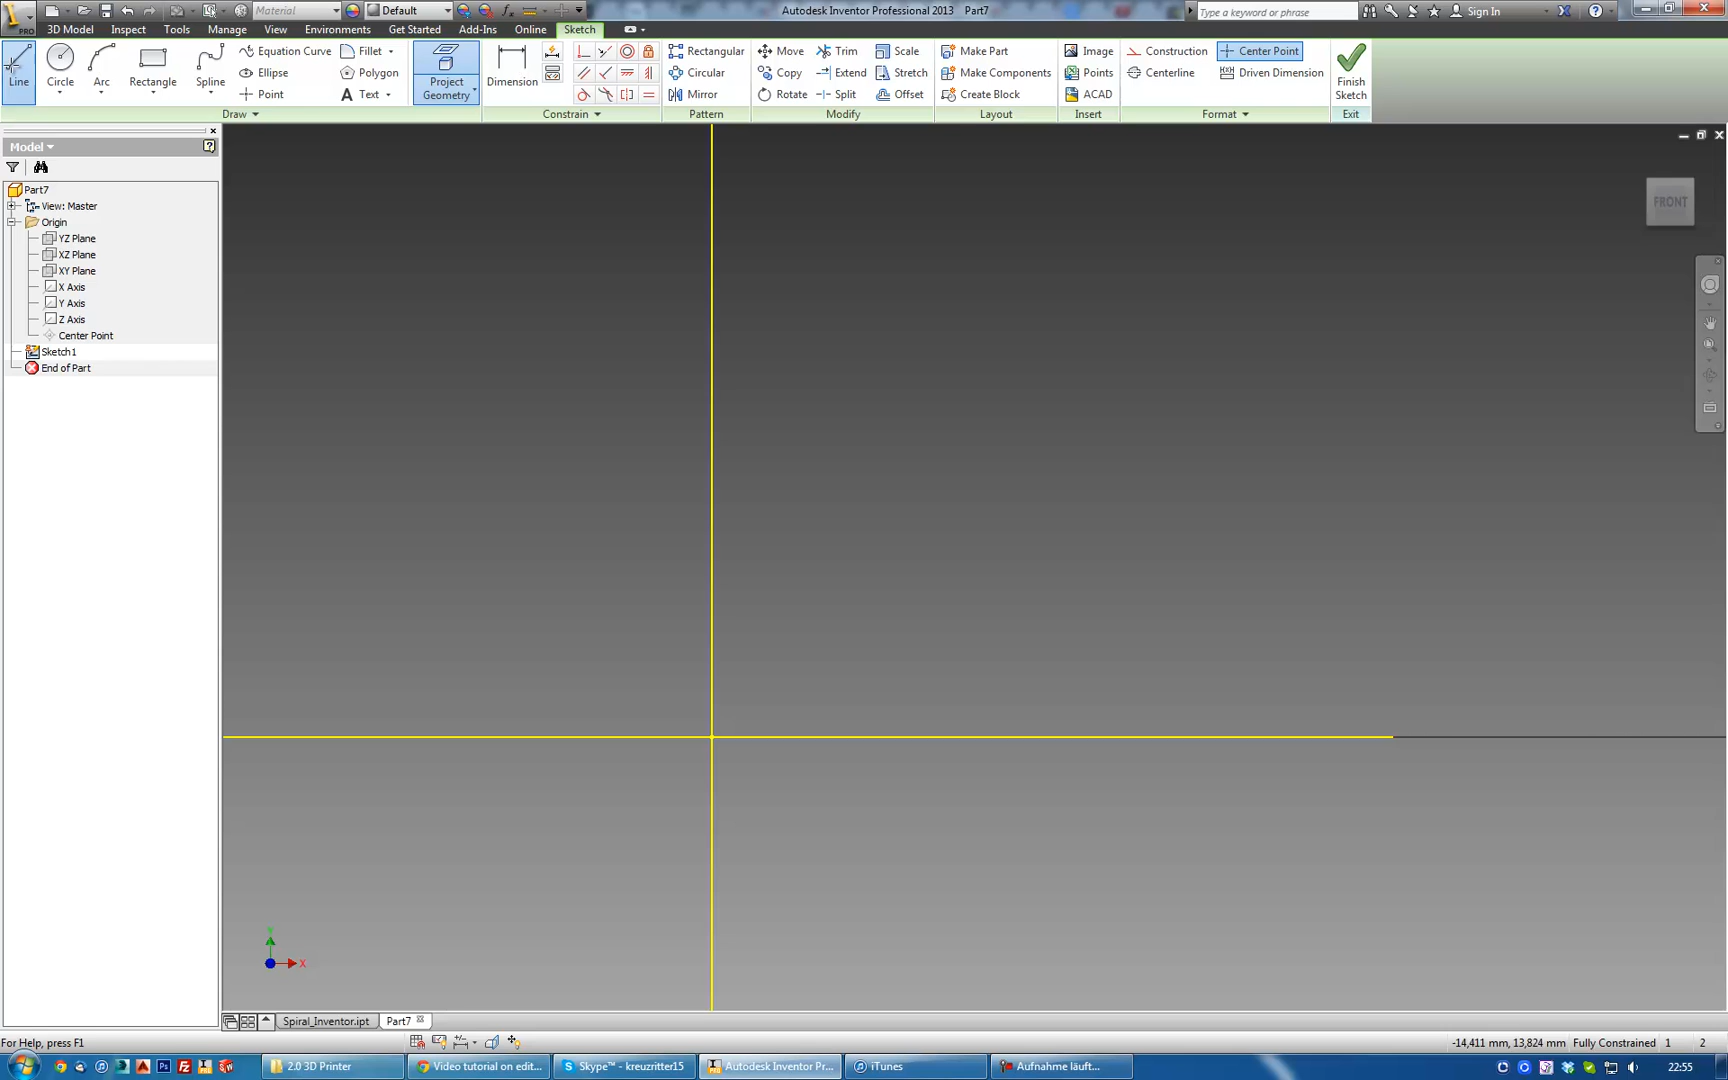 Material
Default
Autodesk Inventor Professional 2013 Part7
Type a keyword or phrase
Sign In
PRO
3D Model Inspect Tools Manage View Environments Get Started Add-Ins Online Sketch
Line Circle Arc Rectangle Spline
Equation Curve Fillet
Ellipse Polygon
Point Text
Project Geometry
Dimension
Rectangular
Circular
Mirror
Move Trim Scale
Copy Extend Stretch
Rotate Split Offset
Make Part
Make Components
Create Block
Image
Points
ACAD
Construction Center Point
Centerline Driven Dimension
Finish Sketch
Draw Constrain Pattern Modify Layout Insert Format Exit
Model
Part7
View: Master
Origin
YZ Plane
XZ Plane
XY Plane
X Axis
Y Axis
Z Axis
Center Point
Sketch1
End of Part
FRONT
Y
X
Spiral_Inventor.ipt Part7
For Help, press F1
-14,411 mm, 13,824 mm Fully Constrained 1 2
2.0 3D Printer
Video tutorial on edit...
Skype™ - kreuzritter15
Autodesk Inventor Pr...
iTunes
Aufnahme läuft...
22:55